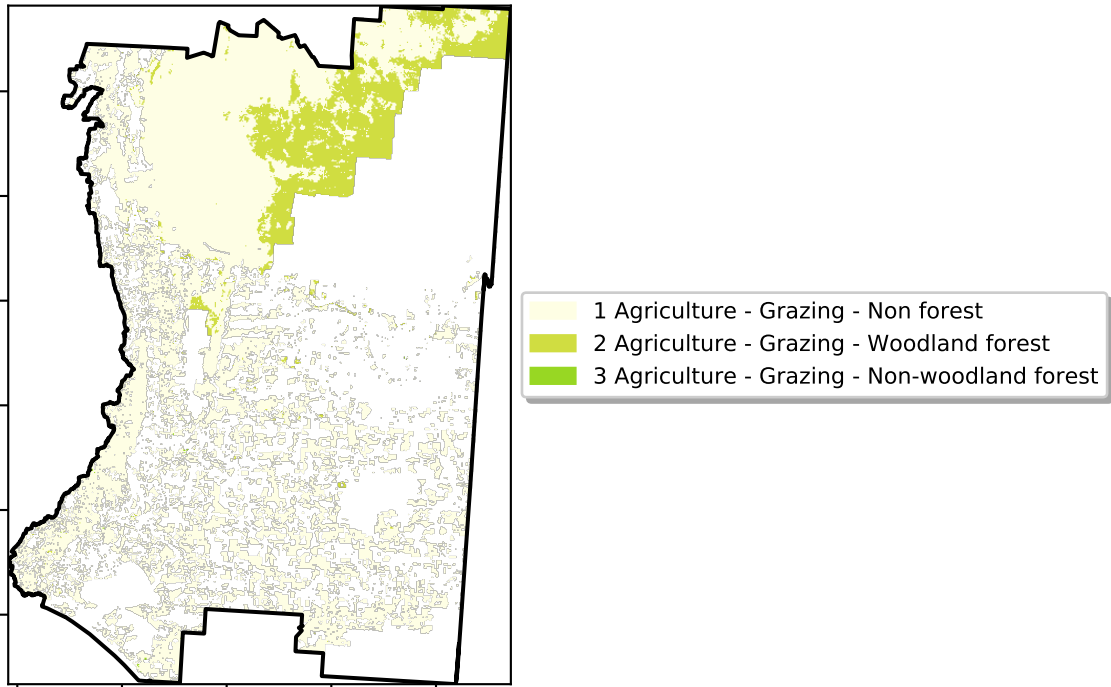 1 Agriculture - Grazing - Non forest
2 Agriculture - Grazing - Woodland forest
3 Agriculture - Grazing - Non-woodland forest